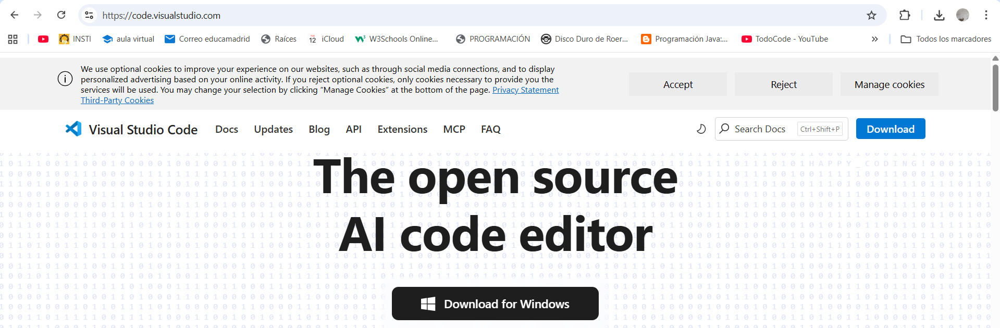 https://code.visualstudio.com
INSTI
aula virtual
Correo educamadrid
Raíces
iCloud
W3Schools Online...
PROGRAMACIÓN
Disco Duro de Roer...
Programación Java:...
TodoCode - YouTube
Todos los marcadores
We use optional cookies to improve your experience on our websites, such as through social media connections, and to display
personalized advertising based on your online activity. If you reject optional cookies, only cookies necessary to provide you the
services will be used. You may change your selection by clicking “Manage Cookies” at the bottom of the page. Privacy Statement
Third-Party Cookies
Accept
Reject
Manage cookies
Visual Studio Code
Docs
Updates
Blog
API
Extensions
MCP
FAQ
Search Docs
Ctrl+Shift+P
Download
HAPPY_CODING!
The open source
AI code editor
Download for Windows